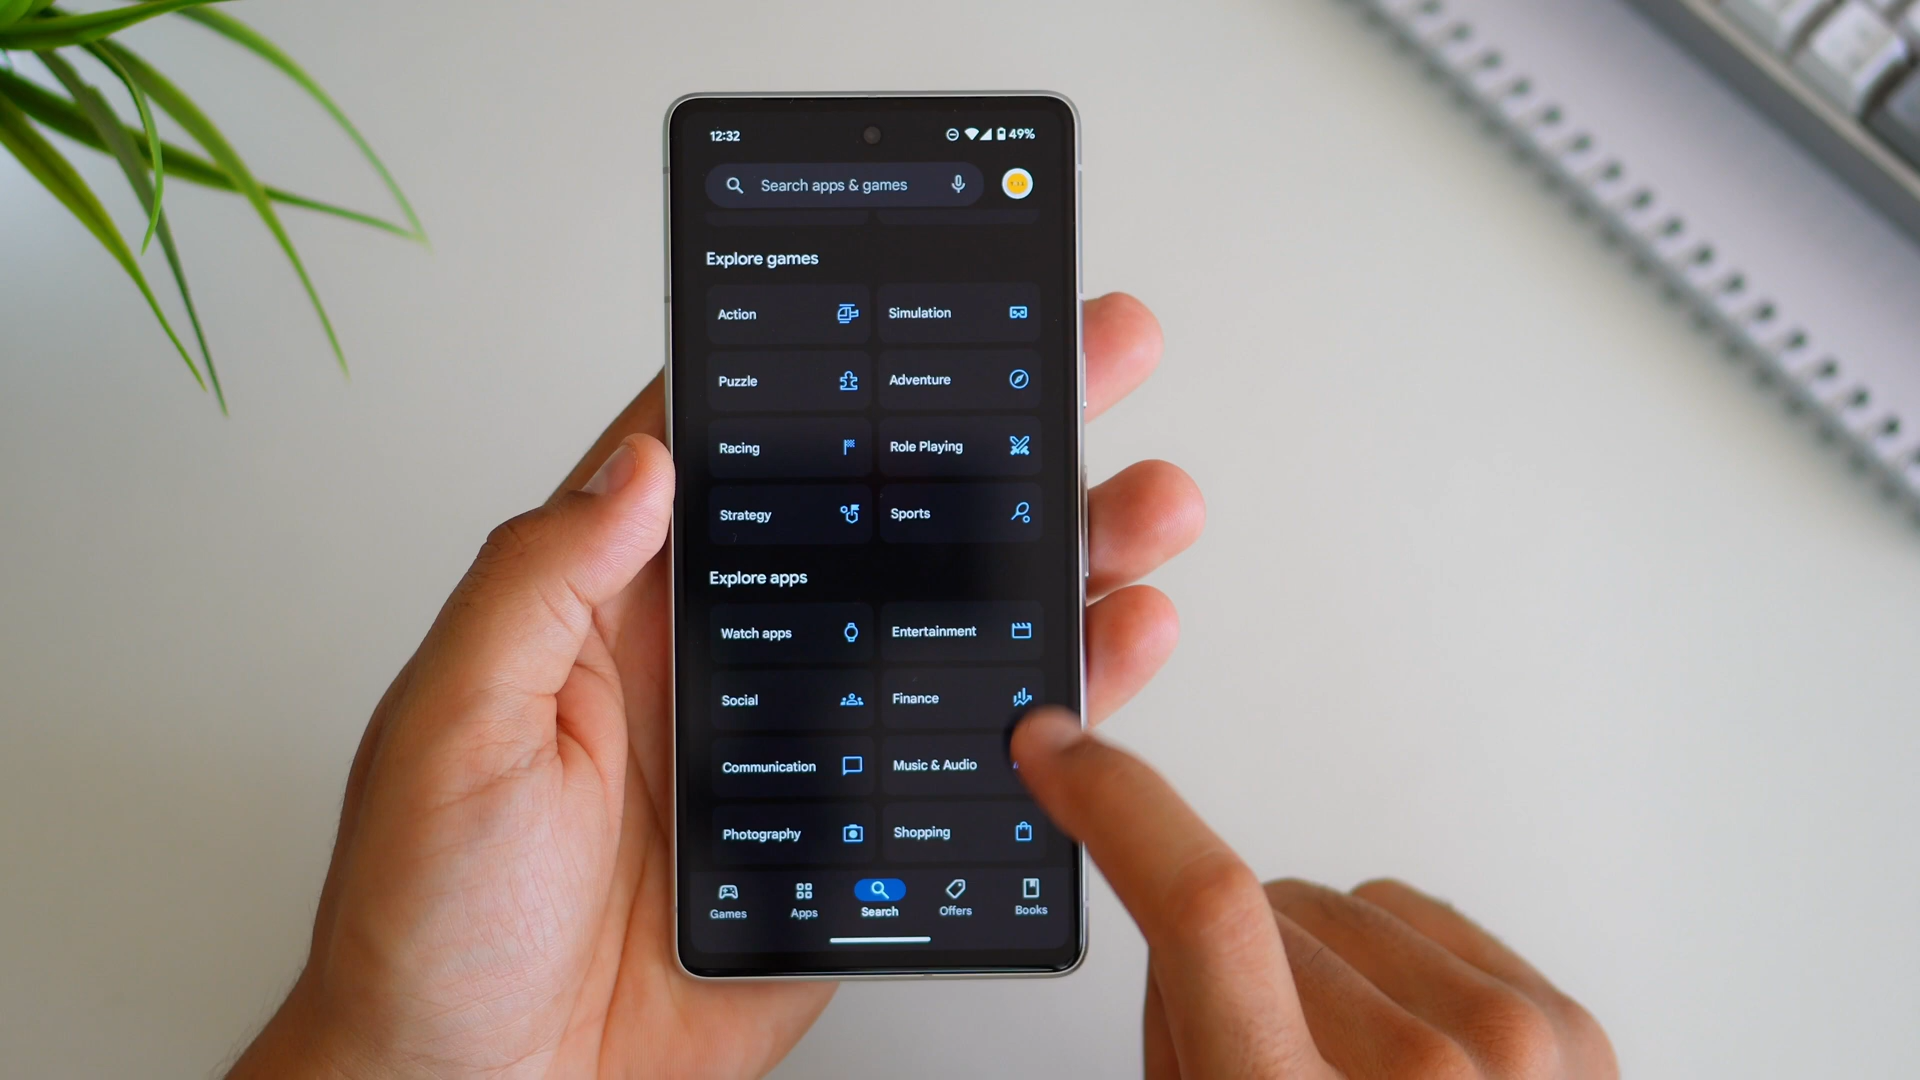 12:32 49%
Search apps & games
Explore games
Action Simulation
Puzzle Adventure
Racing Role Playing
Strategy Sports
Explore apps
Watch apps Entertainment
Social Finance
Communication Music & Audio
Photography Shopping
Games Apps Search Offers Books